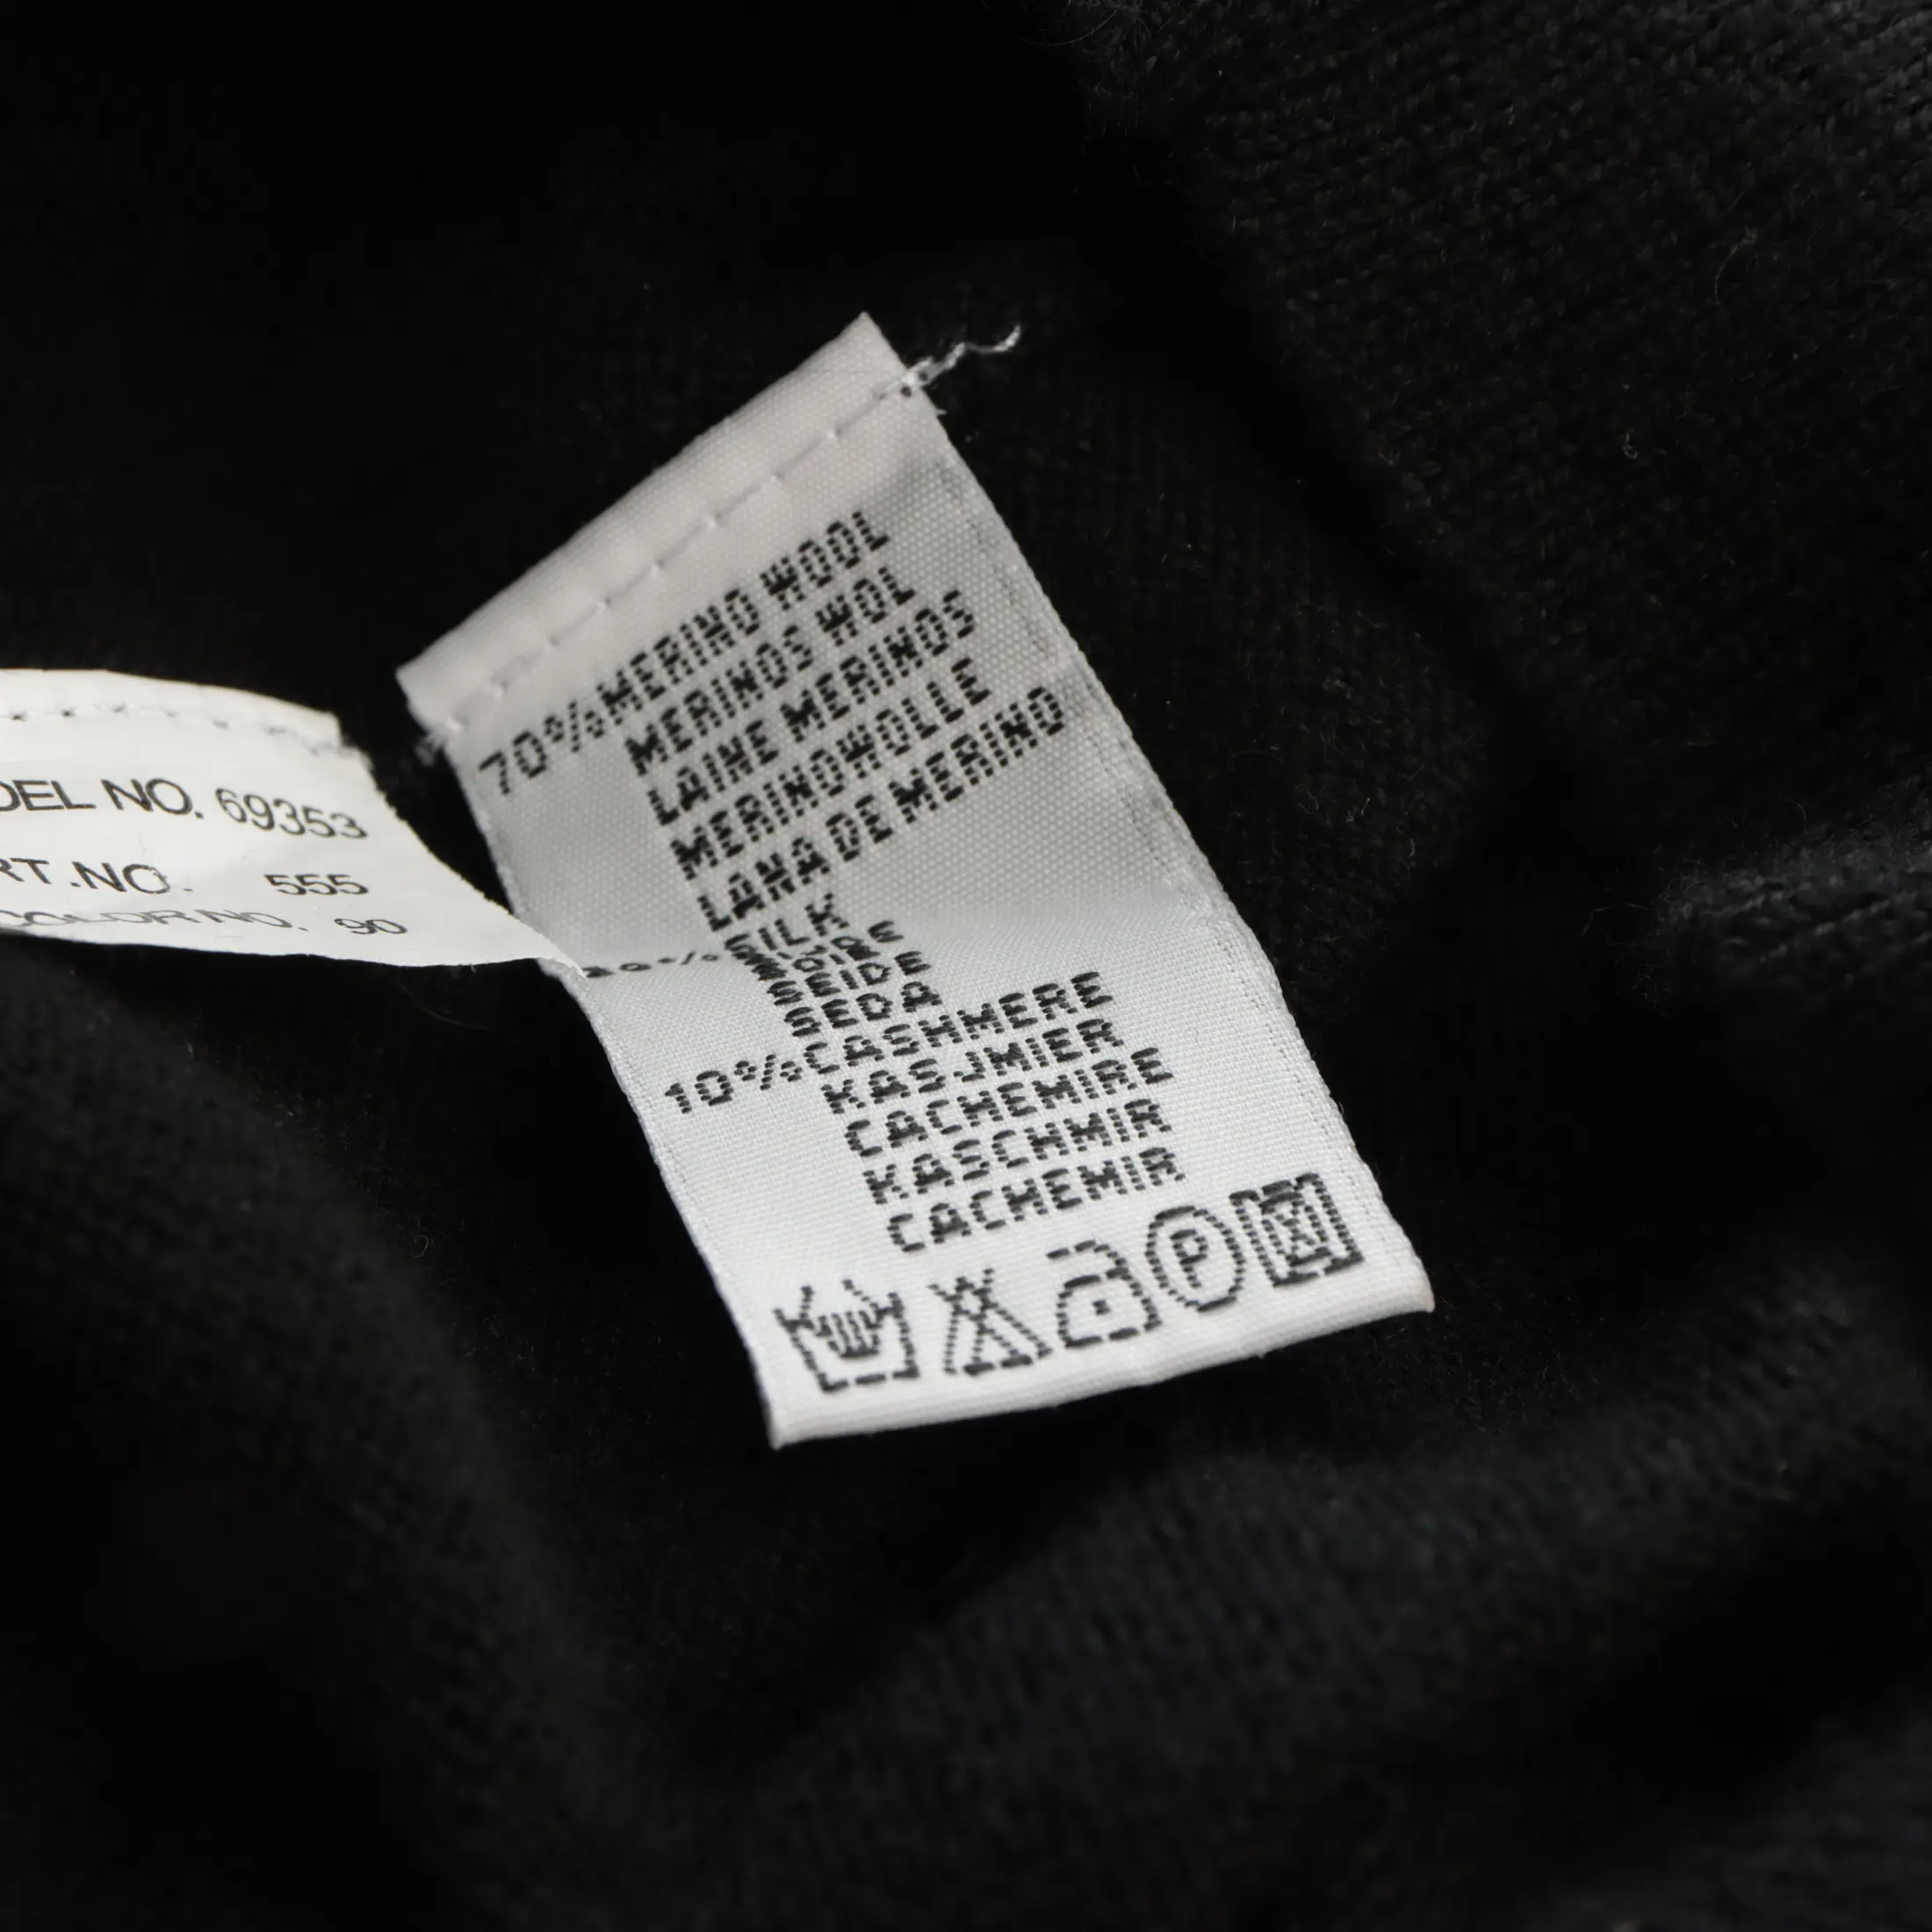 DEL NO. 69353
RT.NO. 555
COLOR NO. 90
70% MERINO WOOL
MERINOS WOL
LAINE MERINOS
MERINOWOLLE
LANA DE MERINO
SILK
SEIDE
SEDA
10% CASHMERE
KASJMIER
CACHEMIRE
KASCHMIR
CACHEMIR
P